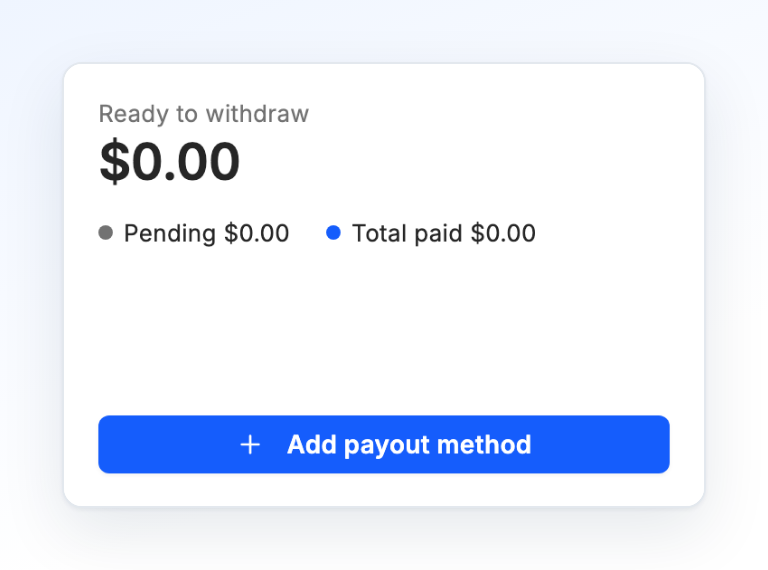 Ready to withdraw
$0.00
Pending $0.00 Total paid $0.00
Add payout method